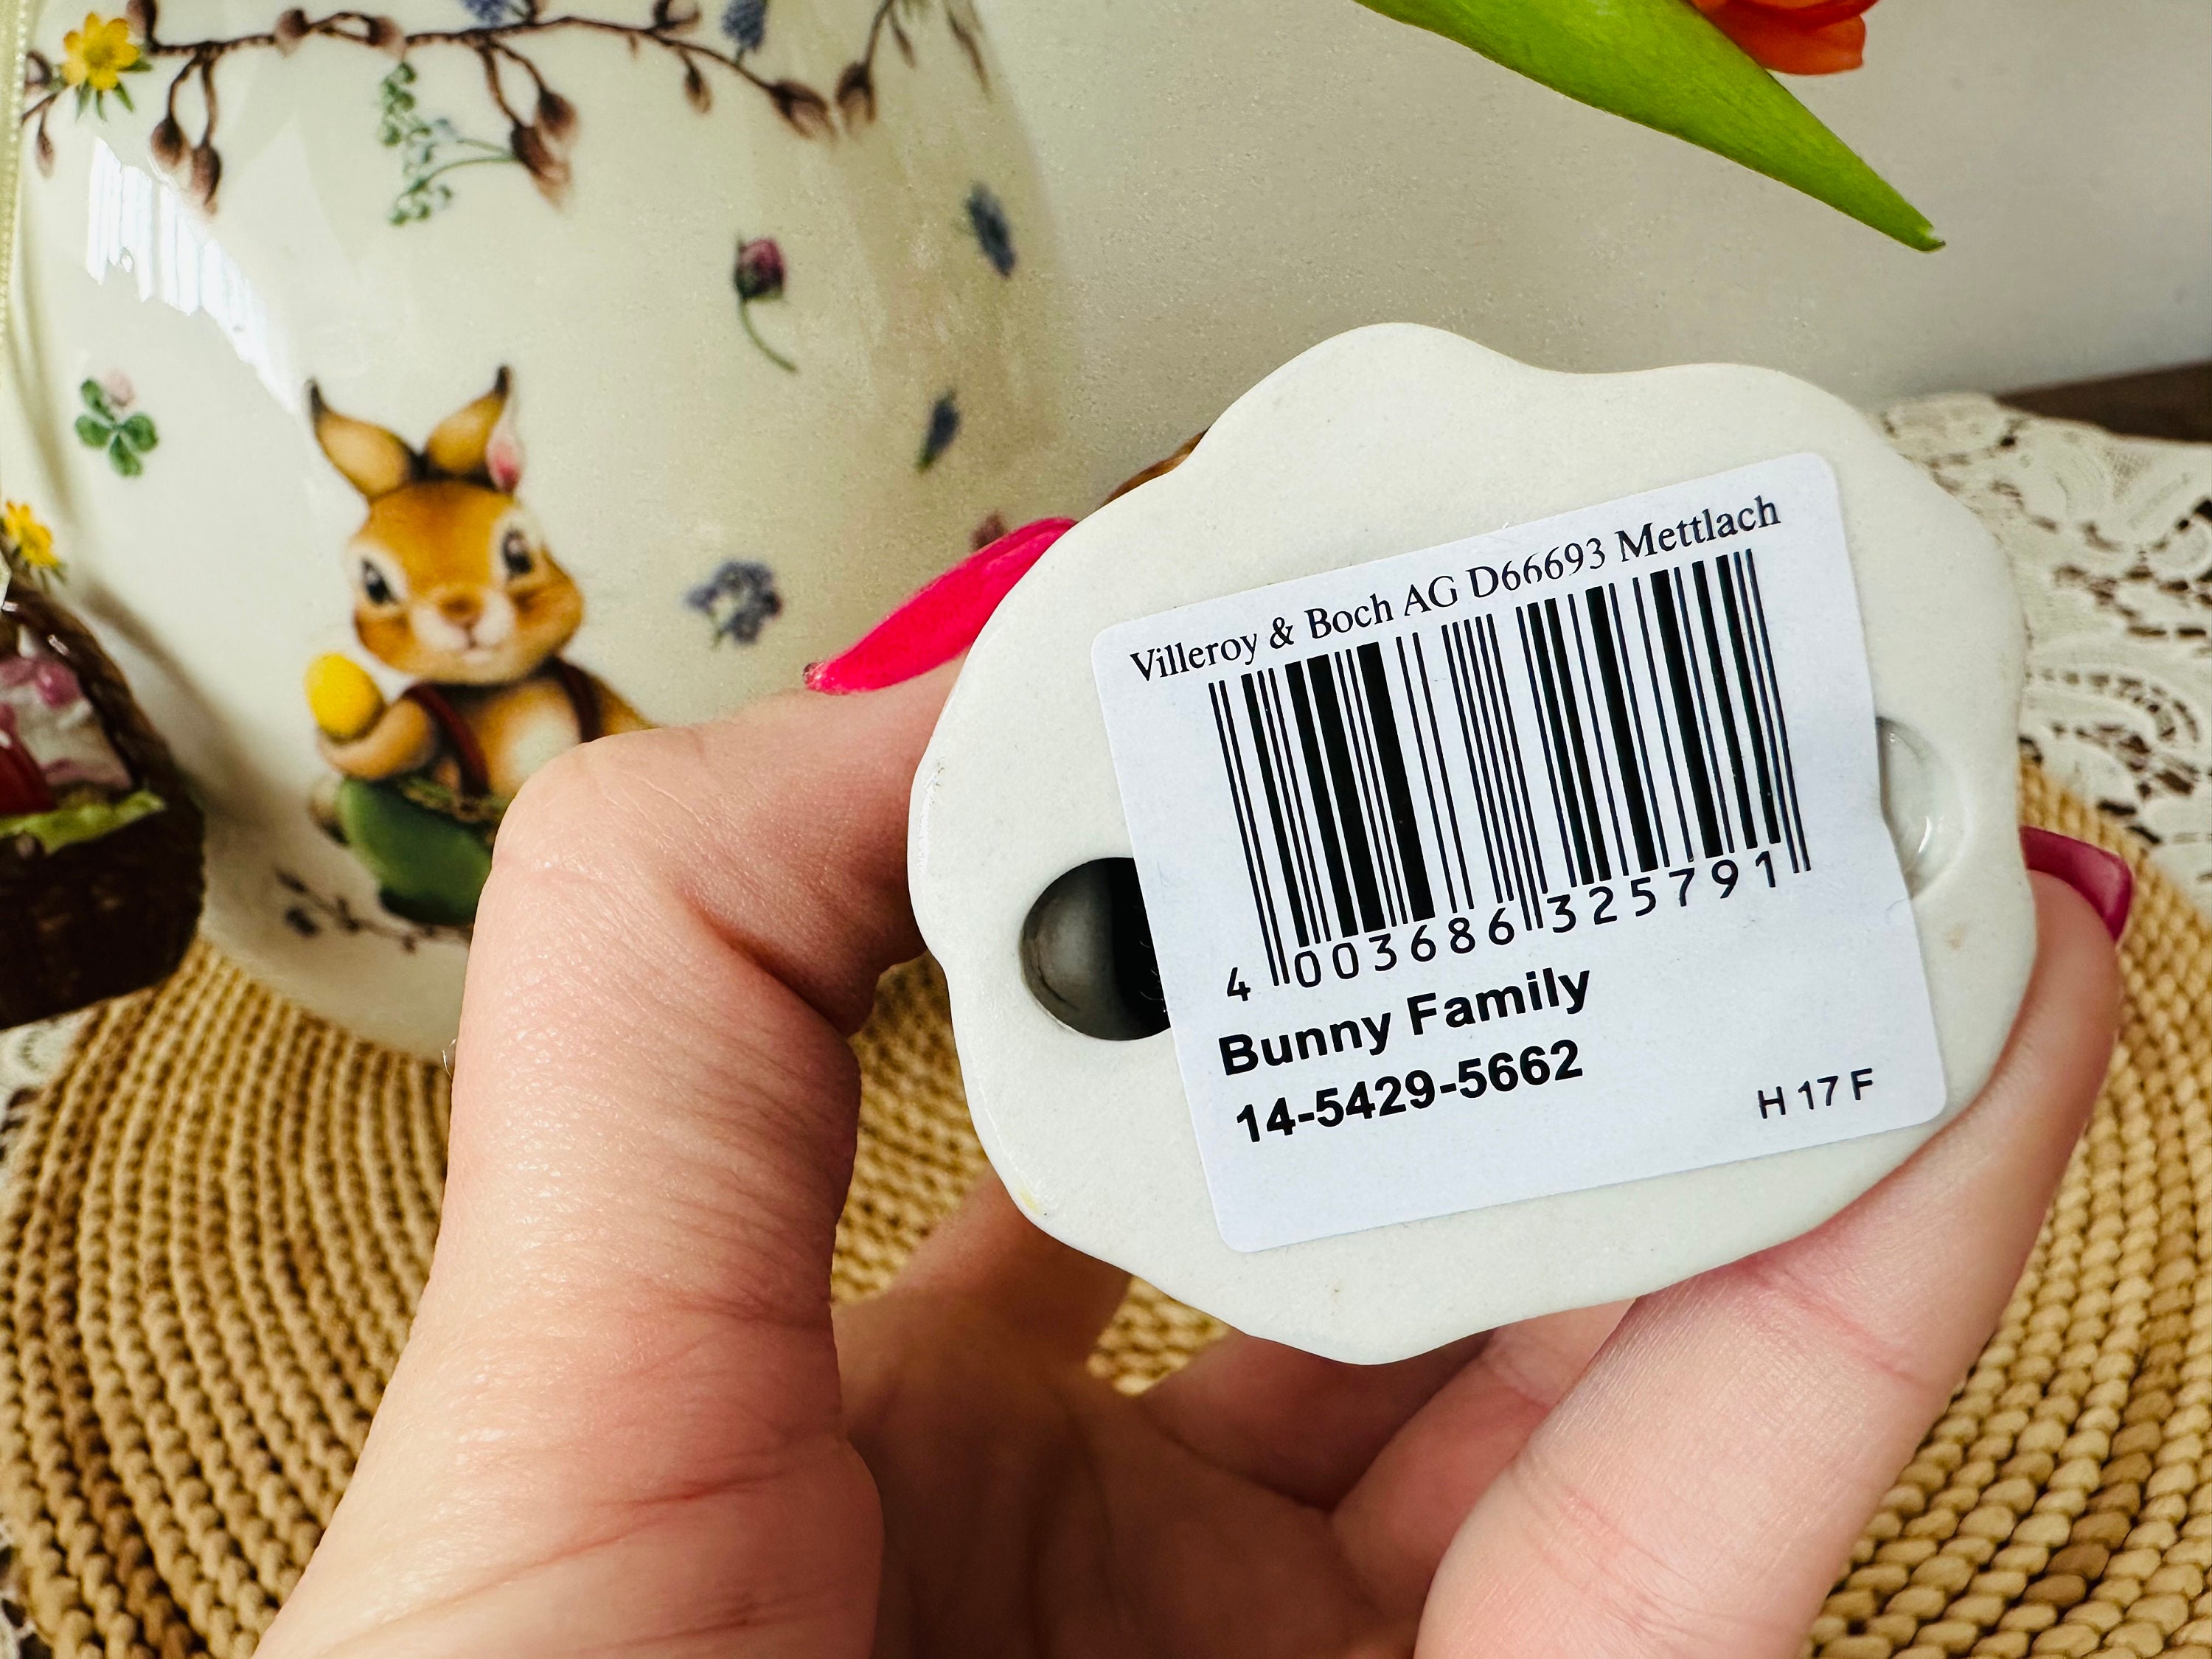 Villeroy & Boch AG D66693 Mettlach
4 003686 325791
Bunny Family
14-5429-5662
H 17 F